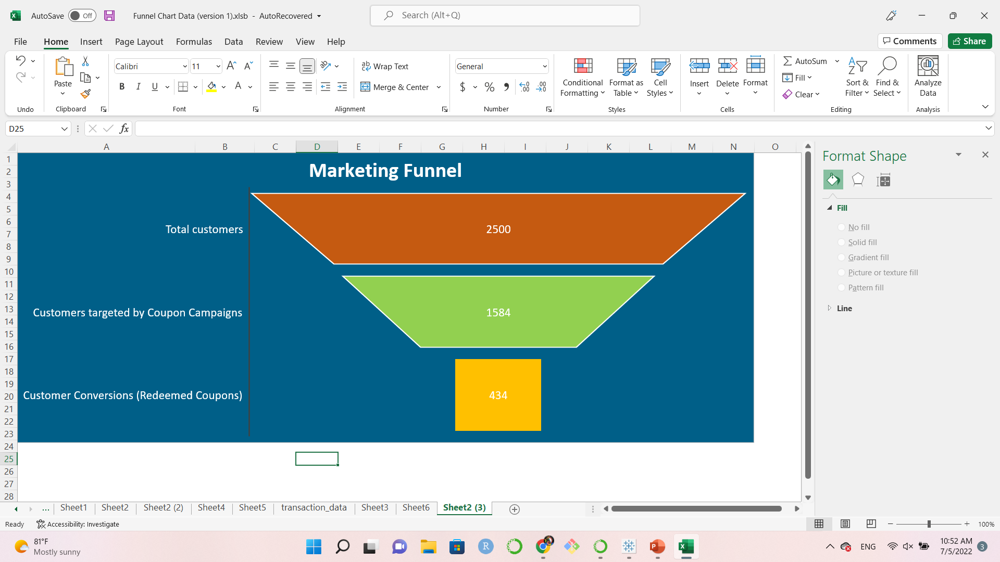 AutoSave Off Funnel Chart Data (version 1).xlsb - AutoRecovered Search (Alt+Q)
File Home Insert Page Layout Formulas Data Review View Help Comments Share
Calibri 11 Wrap Text General AutoSum
Paste B I U A Merge & Center $ % Conditional Formatting Format as Table Cell Styles Insert Delete Format Fill Clear Sort & Filter Find & Select Analyze Data
Undo Clipboard Font Alignment Number Styles Cells Editing Analysis
D25 fx
A B C D E F G H I J K L M N O
1
2
3
4
5
6
7
8
9
10
11
12
13
14
15
16
17
18
19
20
21
22
23
24
25
26
27
28
Marketing Funnel
Total customers 2500
Customers targeted by Coupon Campaigns 1584
Customer Conversions (Redeemed Coupons) 434
Format Shape
Fill
No fill
Solid fill
Gradient fill
Picture or texture fill
Pattern fill
Line
... Sheet1 Sheet2 Sheet2 (2) Sheet4 Sheet5 transaction_data Sheet3 Sheet6 Sheet2 (3)
Ready Accessibility: Investigate 100%
81°F
Mostly sunny
ENG
10:52 AM
7/5/2022 3